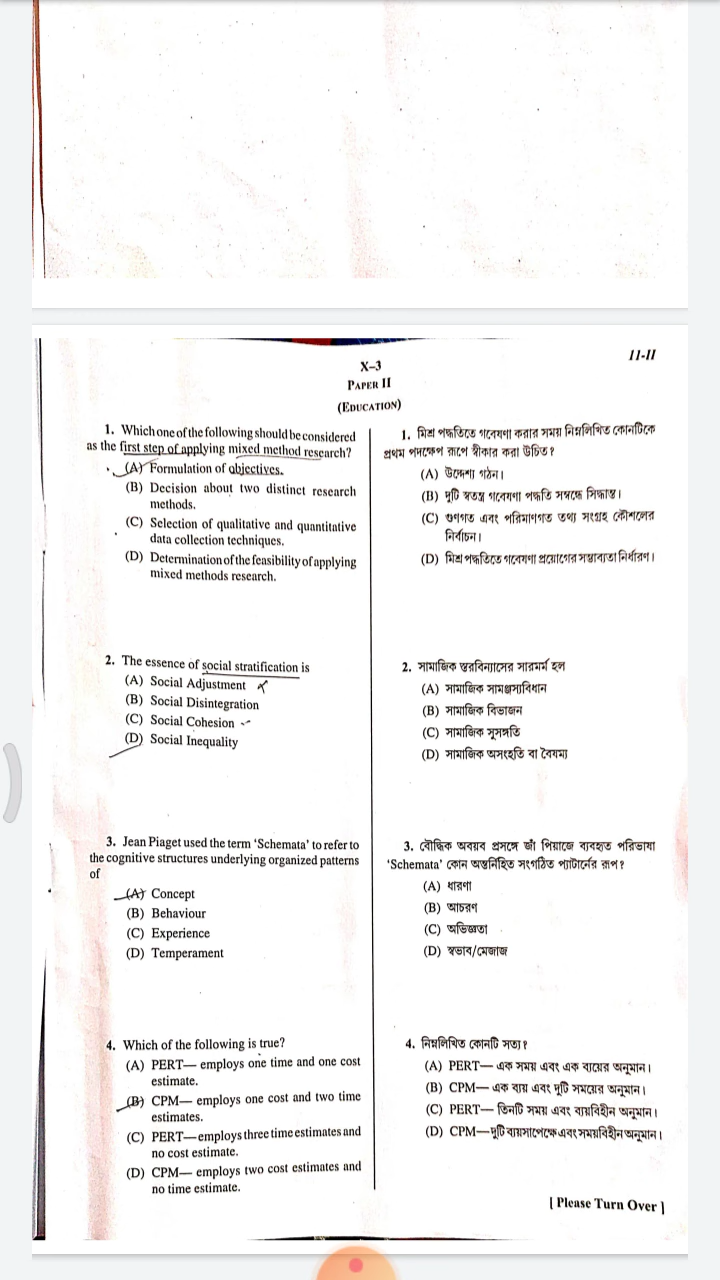 11-II
X–3
PAPER II
(EDUCATION)
1. Which one of the following should be considered
as the first step of applying mixed method research?
(A) Formulation of objectives.
(B) Decision about two distinct research
methods.
(C) Selection of qualitative and quantitative
data collection techniques.
(D) Determination of the feasibility of applying
mixed methods research.
2. The essence of social stratification is
(A) Social Adjustment
(B) Social Disintegration
(C) Social Cohesion
(D) Social Inequality
3. Jean Piaget used the term ‘Schemata’ to refer to
the cognitive structures underlying organized patterns
of
(A) Concept
(B) Behaviour
(C) Experience
(D) Temperament
4. Which of the following is true?
(A) PERT— employs one time and one cost
estimate.
(B) CPM— employs one cost and two time
estimates.
(C) PERT—employs three time estimates and
no cost estimate.
(D) CPM— employs two cost estimates and
no time estimate.
1. মিশ্র পদ্ধতিতে গবেষণা করার সময় নিম্নলিখিত কোনটিকে
প্রথম পদক্ষেপ রূপে স্বীকার করা উচিত?
(A) উদ্দেশ্য গঠন।
(B) দুটি স্বতন্ত্র গবেষণা পদ্ধতি সম্বন্ধে সিদ্ধান্ত।
(C) গুণগত এবং পরিমাণগত তথ্য সংগ্রহ কৌশলের
নির্বাচন।
(D) মিশ্র পদ্ধতিতে গবেষণা প্রয়োগের সম্ভাব্যতা নির্ধারণ।
2. সামাজিক স্তরবিন্যাসের সারমর্ম হল
(A) সামাজিক সামঞ্জস্যবিধান
(B) সামাজিক বিভাজন
(C) সামাজিক সুসঙ্গতি
(D) সামাজিক অসংহতি বা বৈষম্য
3. বৌদ্ধিক অবয়ব প্রসঙ্গে জাঁ পিয়াজে ব্যবহৃত পরিভাষা
‘Schemata’ কোন অন্তর্নিহিত সংগঠিত প্যাটার্নের রূপ?
(A) ধারণা
(B) আচরণ
(C) অভিজ্ঞতা
(D) স্বভাব/মেজাজ
4. নিম্নলিখিত কোনটি সত্য?
(A) PERT— এক সময় এবং এক ব্যয়ের অনুমান।
(B) CPM— এক ব্যয় এবং দুটি সময়ের অনুমান।
(C) PERT— তিনটি সময় এবং ব্যয়বিহীন অনুমান।
(D) CPM—দুটি ব্যয়সাপেক্ষে এবং সময়বিহীন অনুমান।
[ Please Turn Over ]